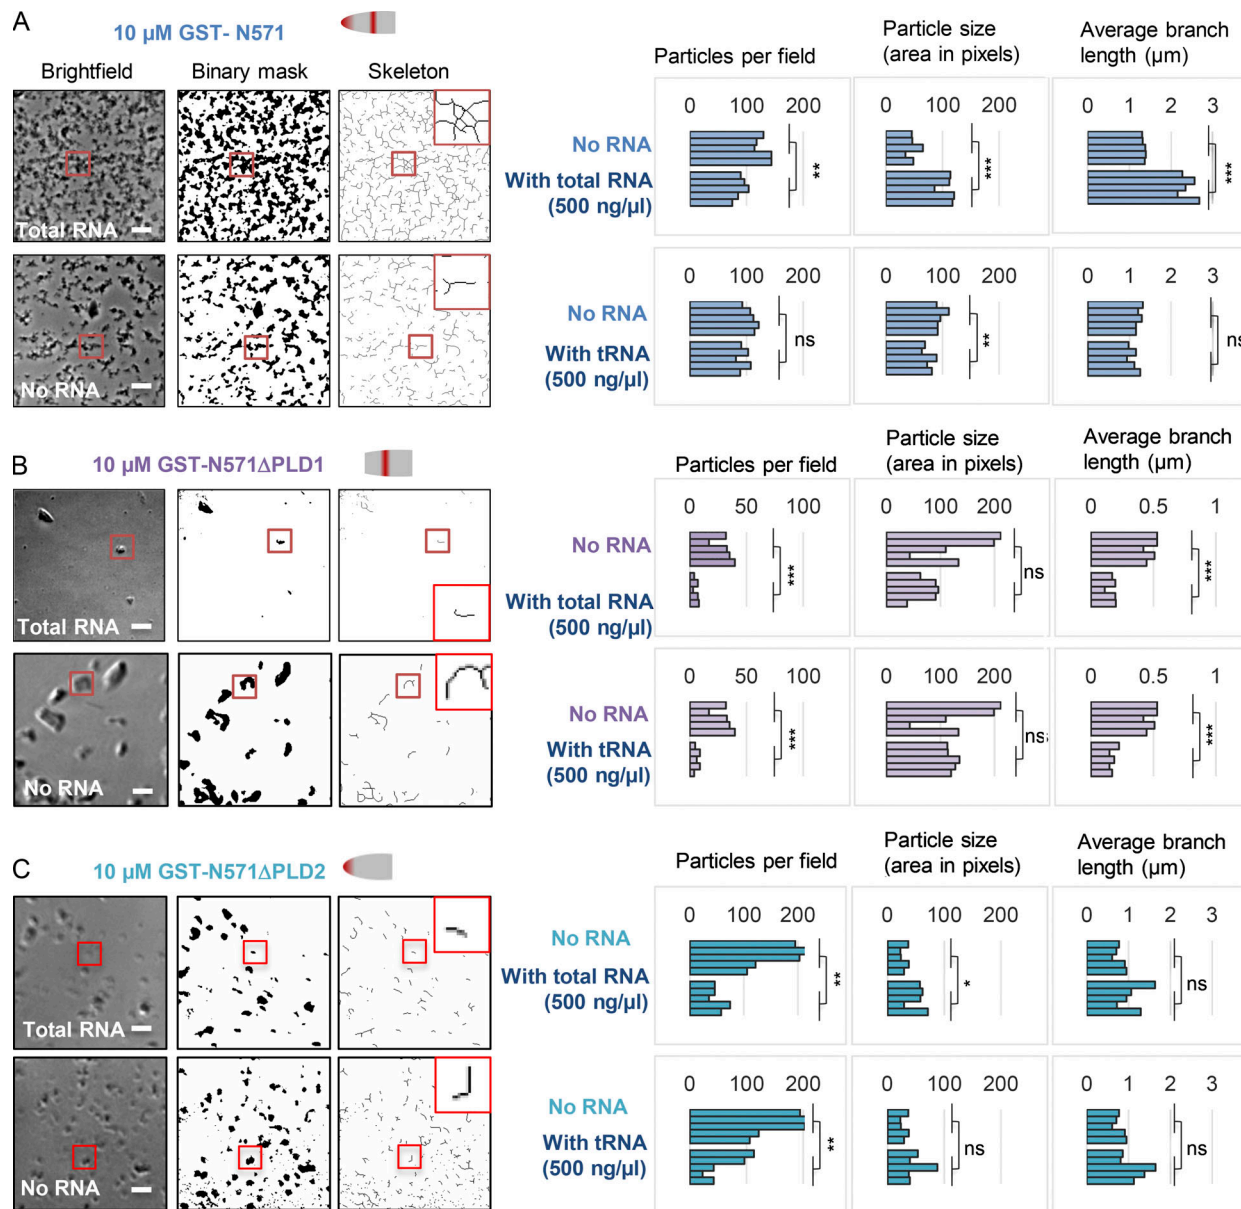 A
10 µM GST- N571
Brightfield Binary mask Skeleton
Total RNA
No RNA
Particles per field
Particle size
(area in pixels)
Average branch
length (µm)
0 100 200
0 100 200
0 1 2 3
No RNA
With total RNA
(500 ng/µl)
**
***
***
0 100 200
0 100 200
0 1 2 3
No RNA
With tRNA
(500 ng/µl)
ns
**
ns
B
10 µM GST-N571ΔPLD1
Total RNA
No RNA
Particles per field
Particle size
(area in pixels)
Average branch
length (µm)
0 50 100
0 50 100 150 200
0 0.5 1
No RNA
With total RNA
(500 ng/µl)
***
ns
***
0 50 100
0 50 100 150 200
0 0.5 1
No RNA
With tRNA
(500 ng/µl)
***
ns
***
C
10 µM GST-N571ΔPLD2
Total RNA
No RNA
Particles per field
Particle size
(area in pixels)
Average branch
length (µm)
0 100 200
0 100 200
0 1 2 3
No RNA
With total RNA
(500 ng/µl)
**
*
ns
0 100 200
0 100 200
0 1 2 3
No RNA
With tRNA
(500 ng/µl)
**
ns
ns